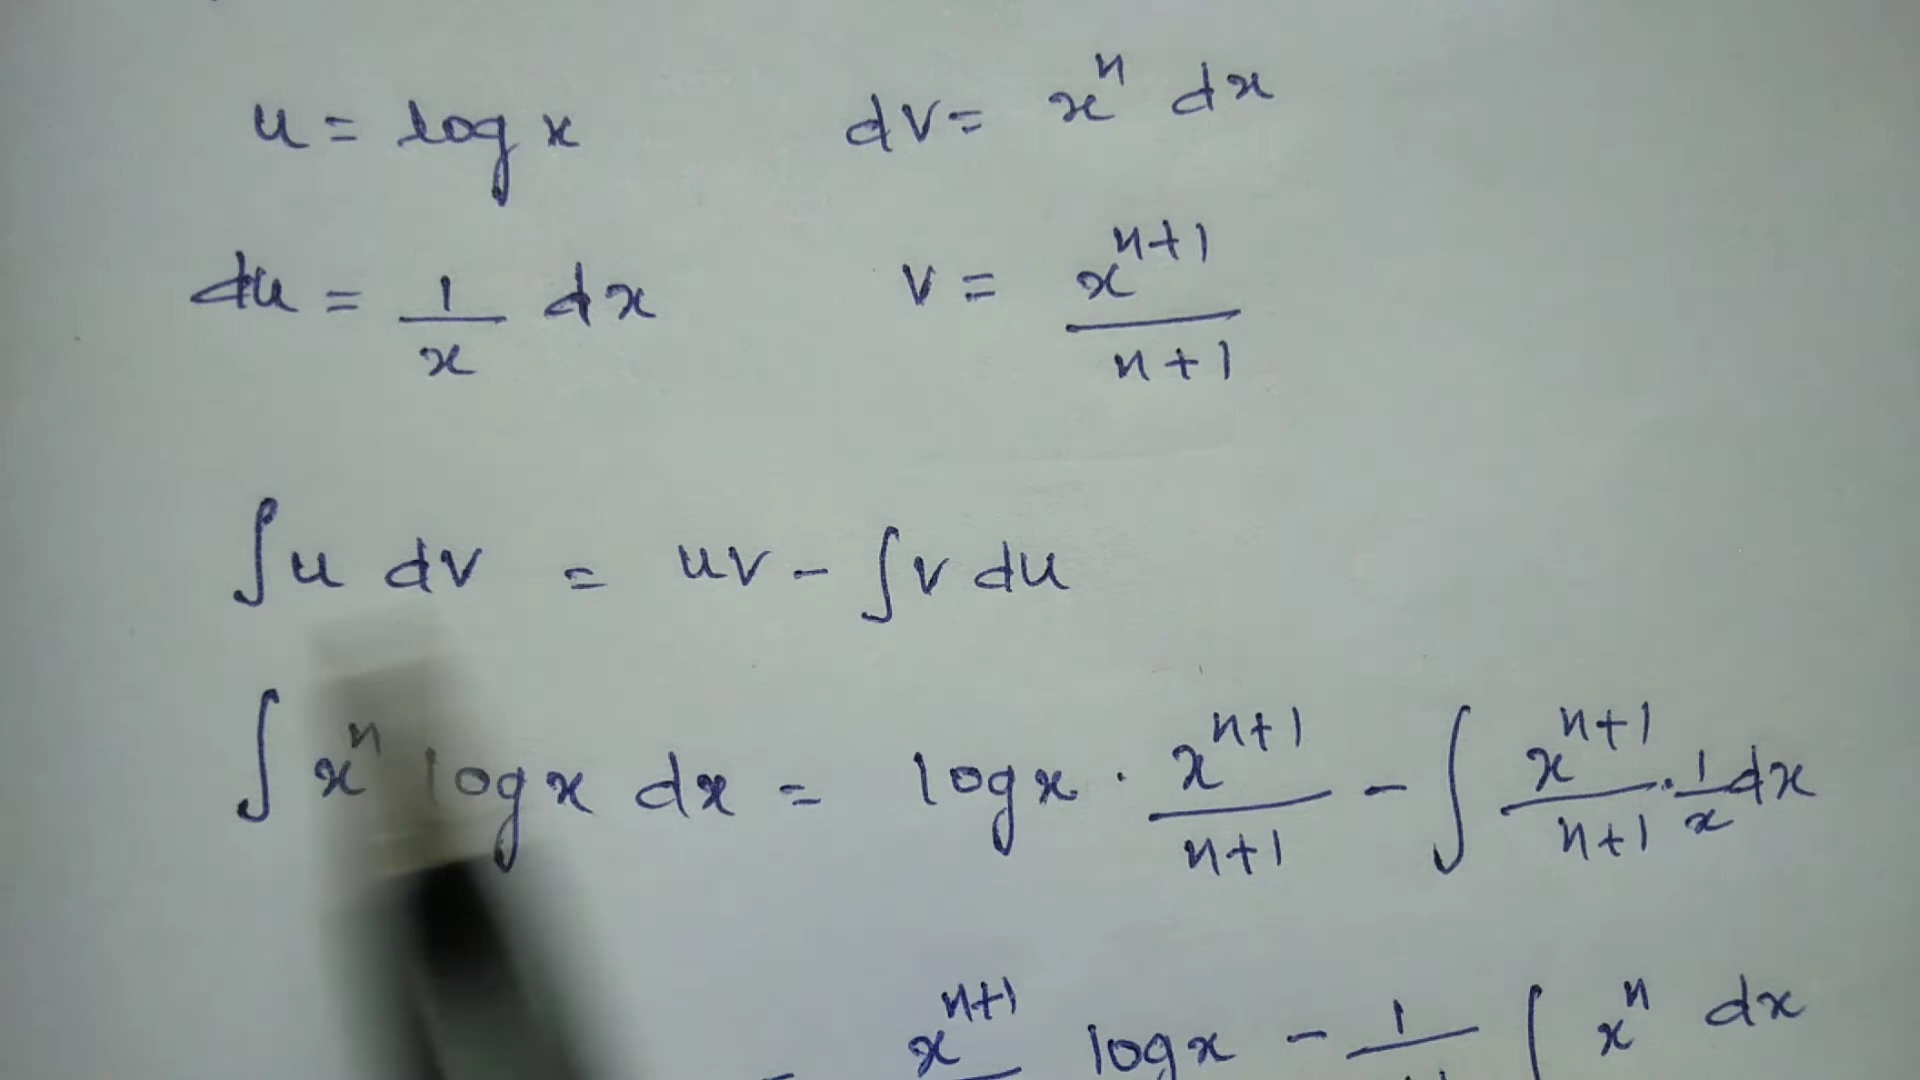 u = log x dv = x^n dx
du = 1/x dx v = x^(n+1)/(n+1)
∫u dv = uv - ∫v du
∫ x^n log x dx = log x · x^(n+1)/(n+1) - ∫ x^(n+1)/(n+1) · 1/x dx
= x^(n+1) log x - 1 ∫ x^n dx